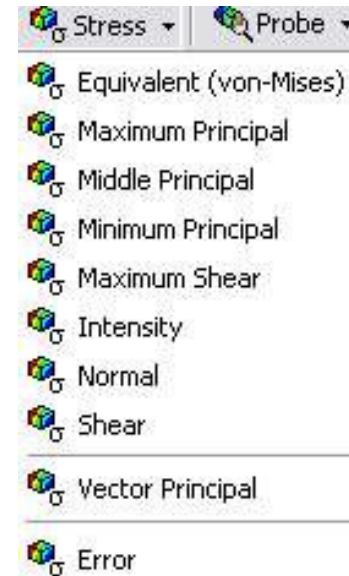 Stress Probe
Equivalent (von-Mises)
Maximum Principal
Middle Principal
Minimum Principal
Maximum Shear
Intensity
Normal
Shear
Vector Principal
Error